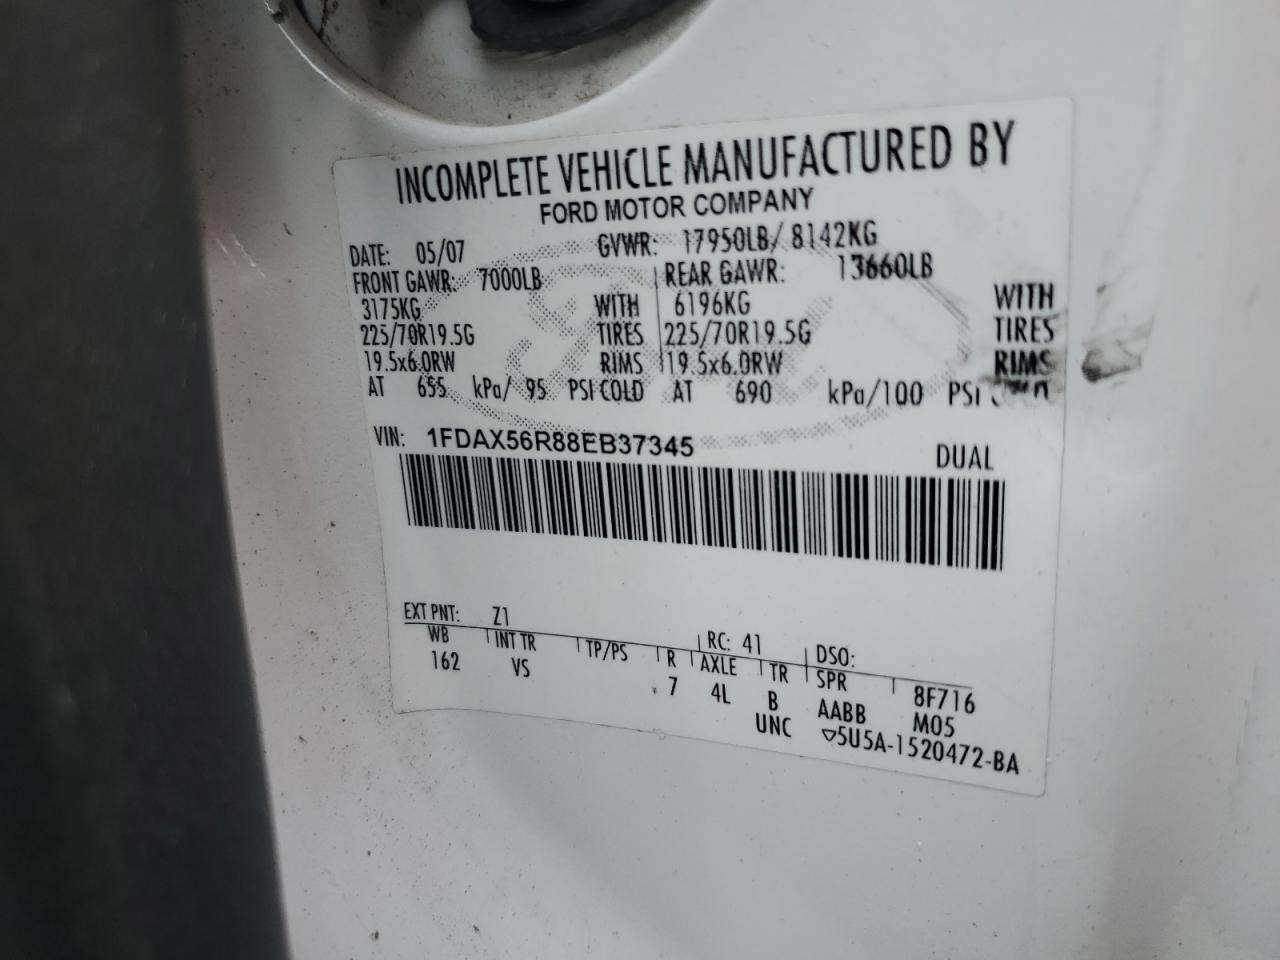 INCOMPLETE VEHICLE MANUFACTURED BY
FORD MOTOR COMPANY
DATE: 05/07 GVWR: 17950LB/ 8142KG
FRONT GAWR: 7000LB REAR GAWR: 13660LB
3175KG WITH 6196KG WITH
225/70R19.5G TIRES 225/70R19.5G TIRES
19.5x6.0RW RIMS 19.5x6.0RW RIMS
AT 655 kPa/ 95 PSI COLD AT 690 kPa/100 PSI
VIN: 1FDAX56R88EB37345 DUAL
EXT PNT: Z1 RC: 41 DSO:
WB INT TR TP/PS R AXLE TR SPR 8F716
162 VS 7 4L B AABB M05
UNC ▽5U5A-1520472-BA